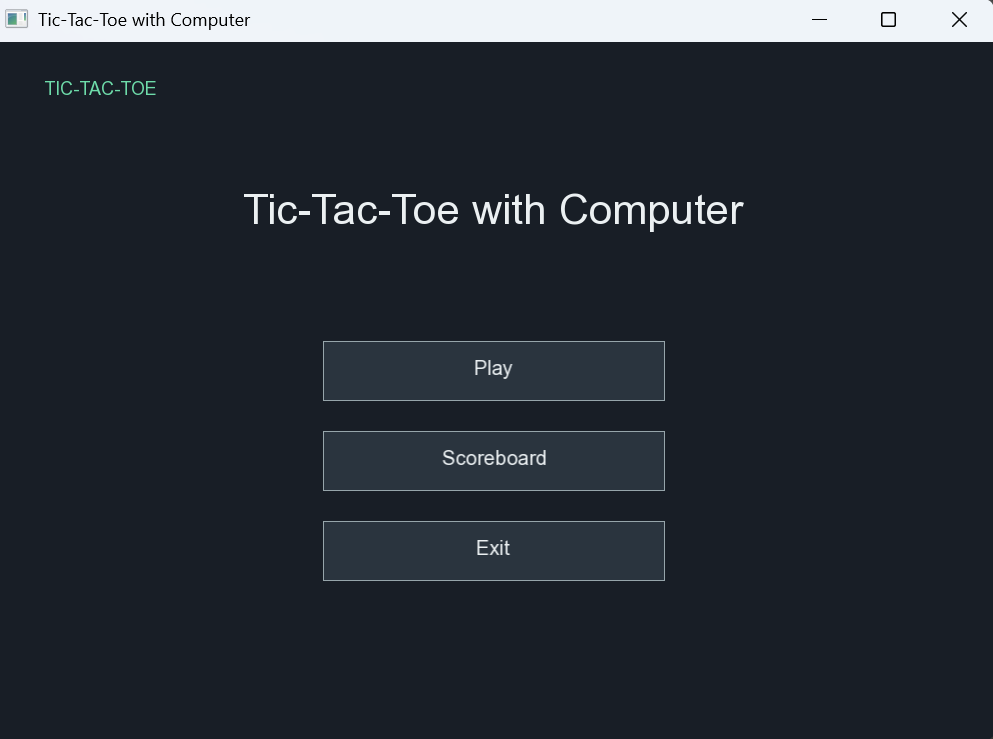 Tic-Tac-Toe with Computer
TIC-TAC-TOE
Tic-Tac-Toe with Computer
Play
Scoreboard
Exit